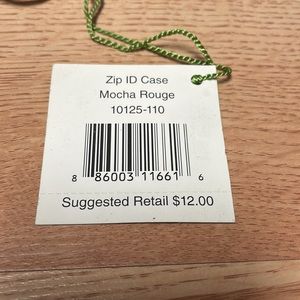 Zip ID Case
Mocha Rouge
10125-110
8 86003 11661 6
Suggested Retail $12.00